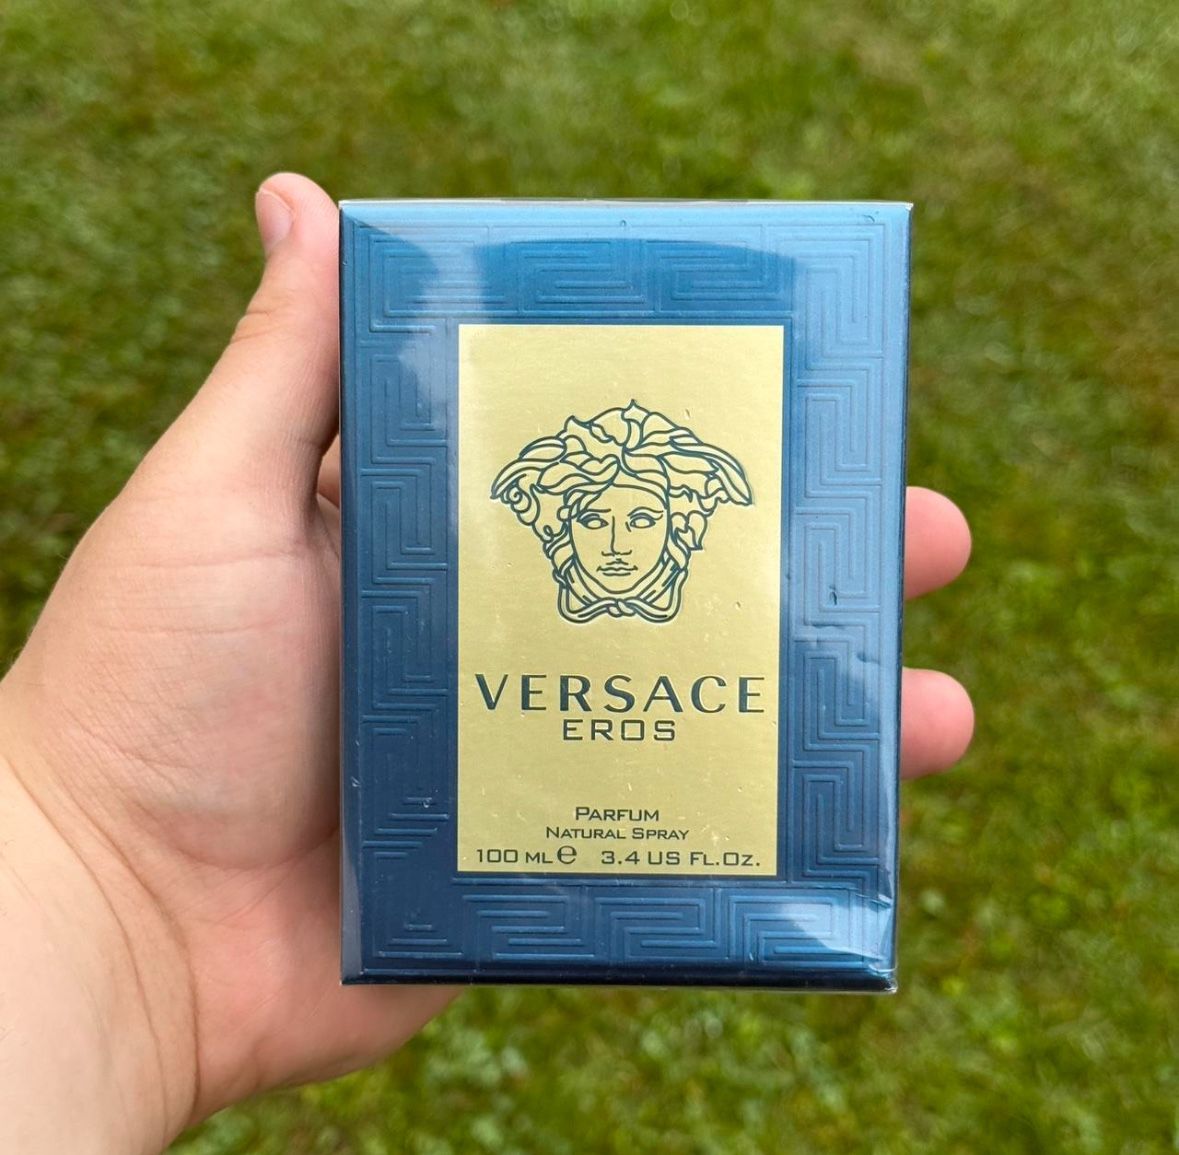 VERSACE
EROS
PARFUM
NATURAL SPRAY
100 ML℮ 3.4 US FL.OZ.